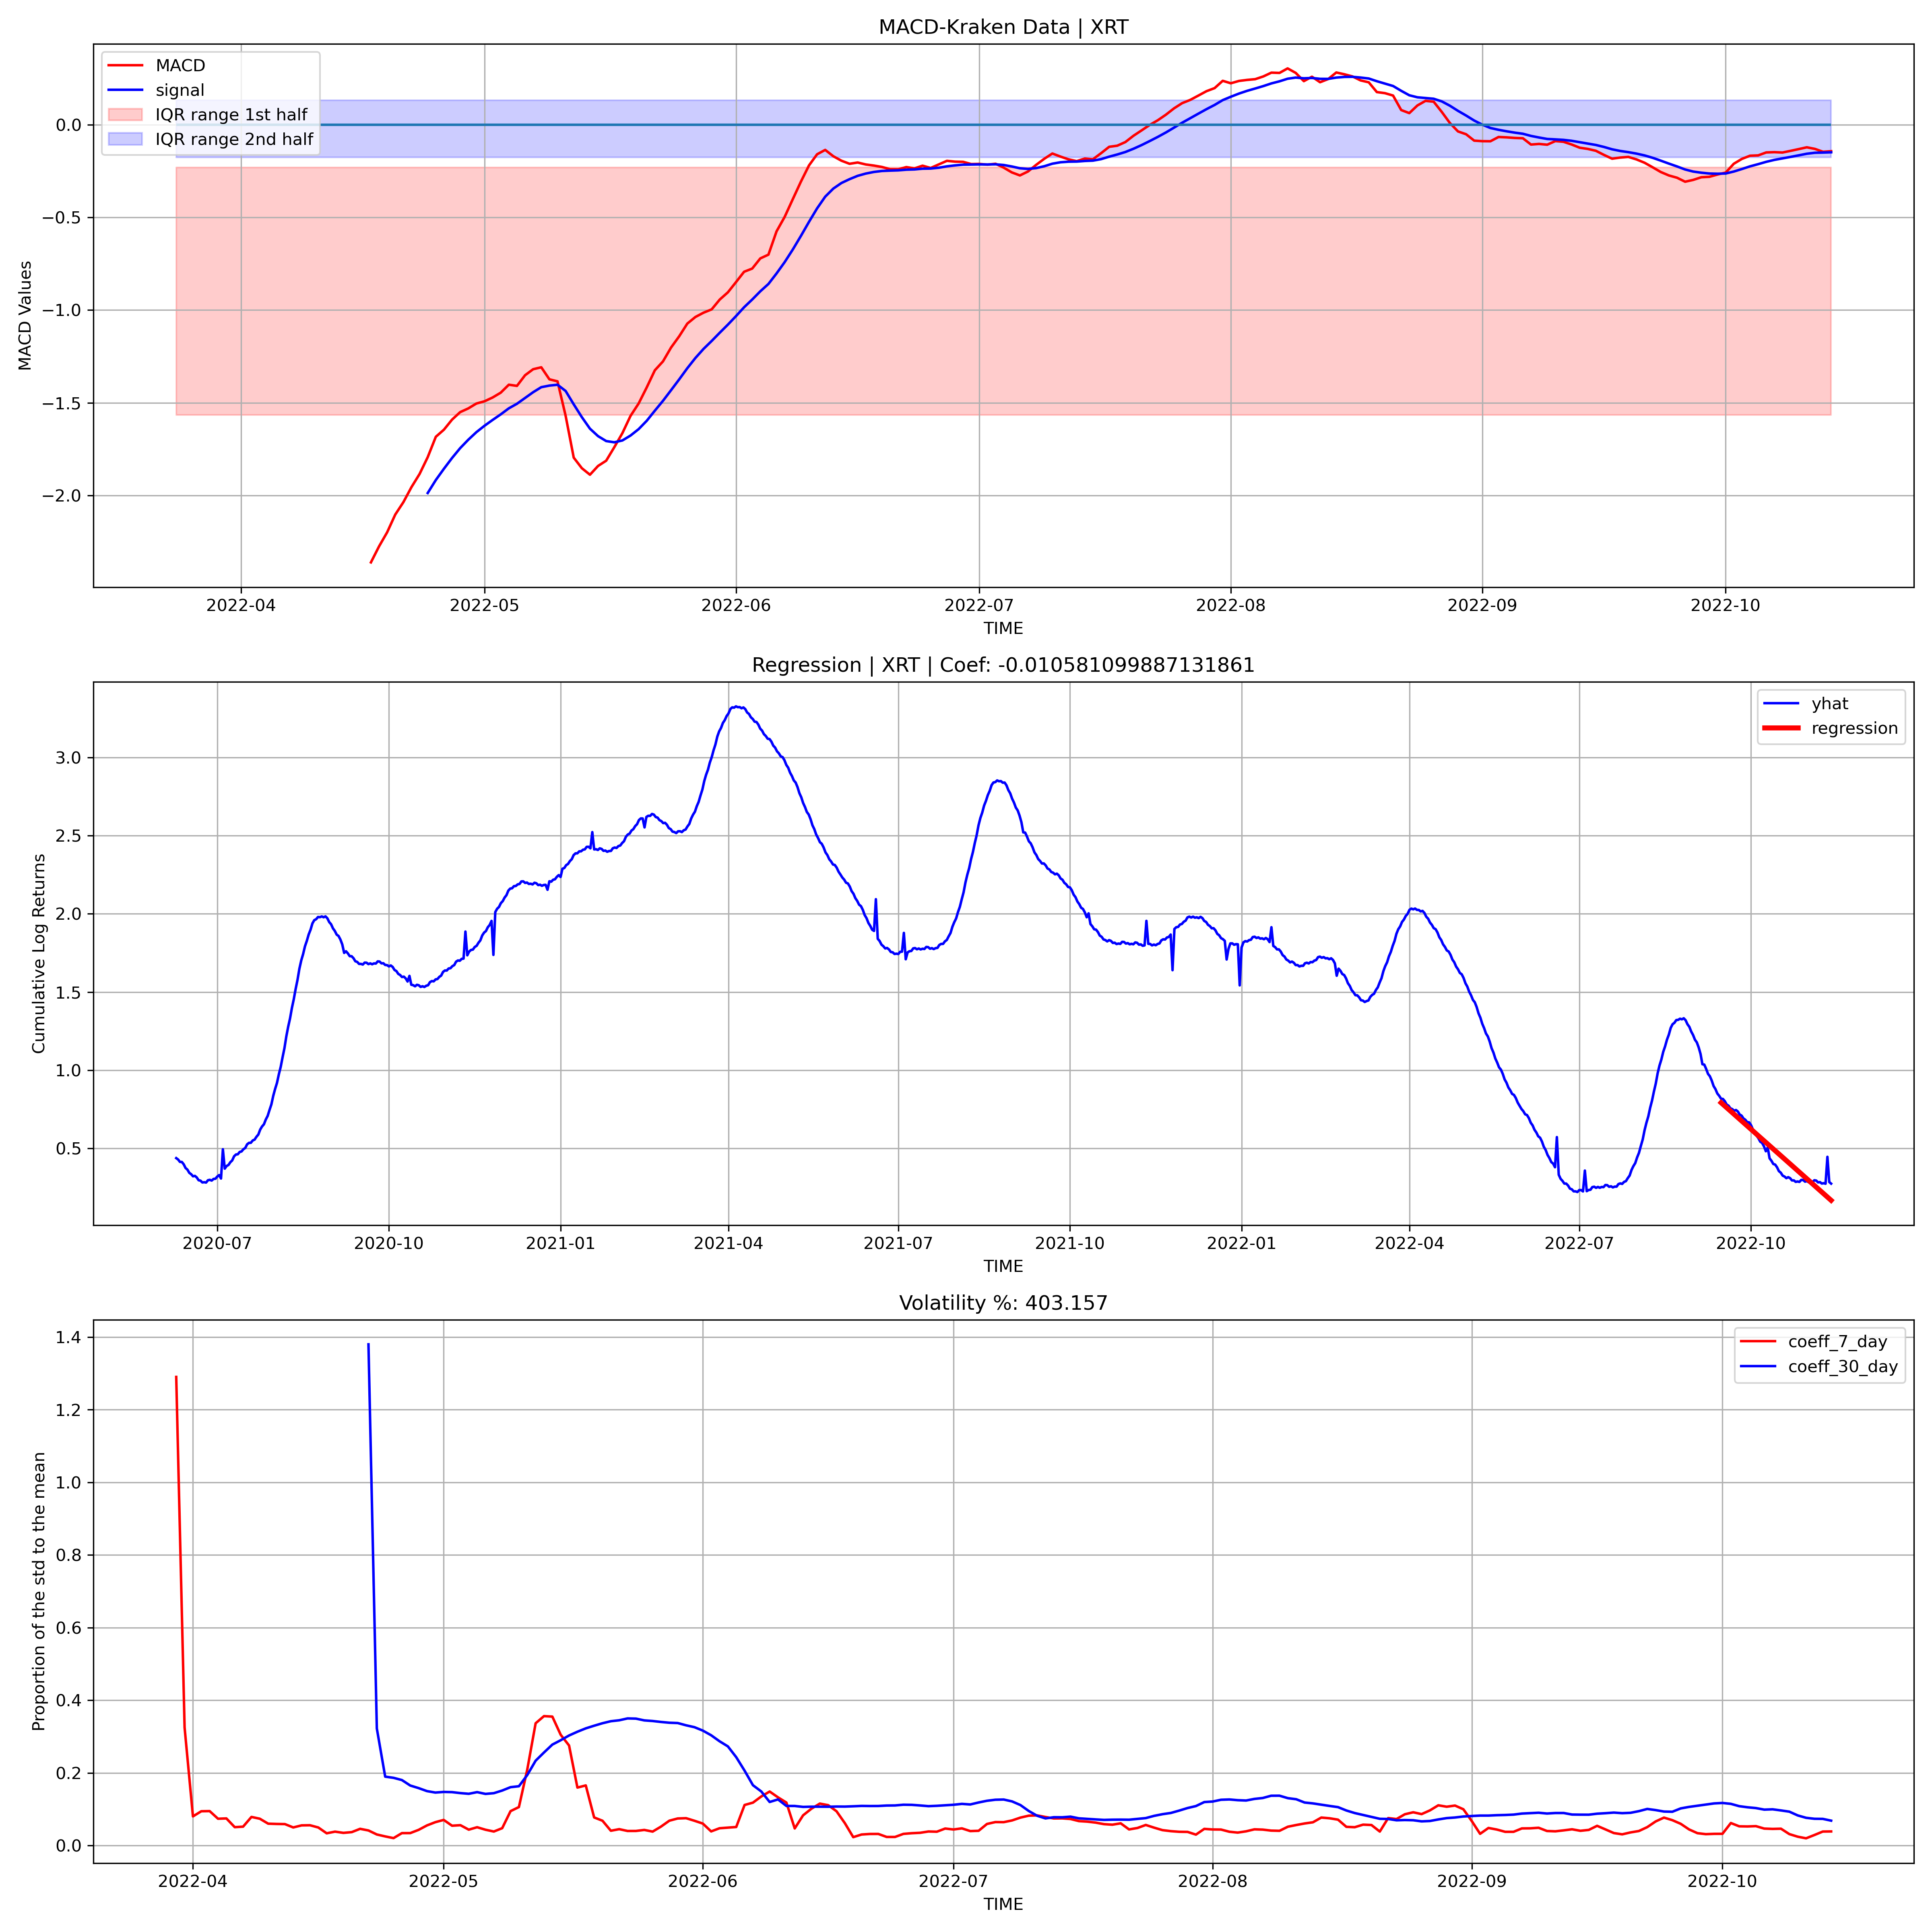 MACD-Kraken Data | XRT
MACD
signal
IQR range 1st half
IQR range 2nd half
MACD Values
0.0
−0.5
−1.0
−1.5
−2.0
2022-04 2022-05 2022-06 2022-07 2022-08 2022-09 2022-10
TIME
Regression | XRT | Coef: -0.010581099887131861
yhat
regression
Cumulative Log Returns
3.0
2.5
2.0
1.5
1.0
0.5
2020-07 2020-10 2021-01 2021-04 2021-07 2021-10 2022-01 2022-04 2022-07 2022-10
TIME
Volatility %: 403.157
coeff_7_day
coeff_30_day
Proportion of the std to the mean
1.4
1.2
1.0
0.8
0.6
0.4
0.2
0.0
2022-04 2022-05 2022-06 2022-07 2022-08 2022-09 2022-10
TIME